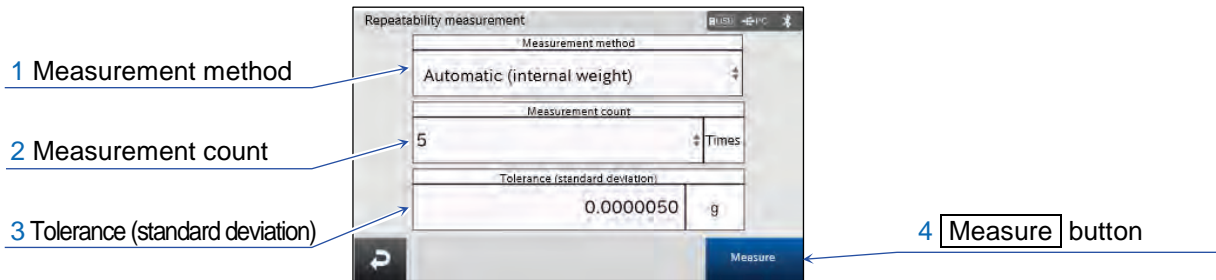 Repeatability measurement USB PC
Measurement method
1 Measurement method
Automatic (internal weight)
Measurement count
2 Measurement count
5 Times
Tolerance (standard deviation)
3 Tolerance (standard deviation)
0.0000050 g
4 Measure button
Measure